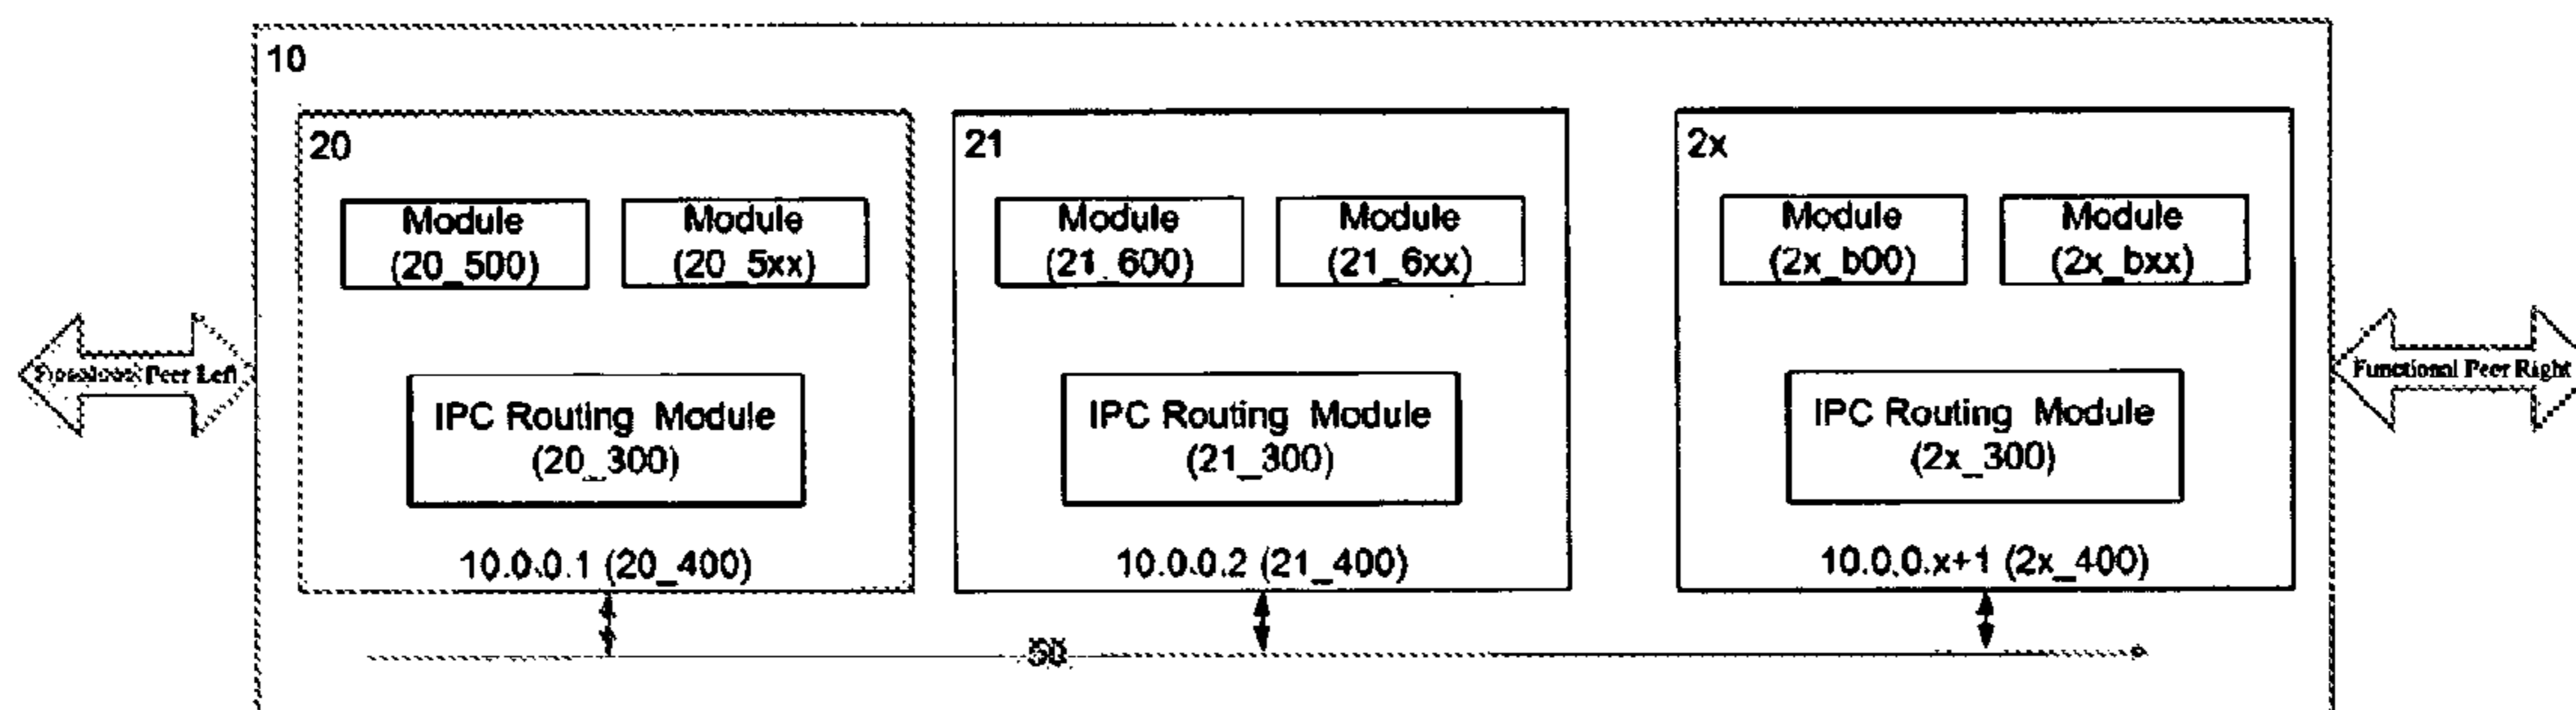 10
20
Module
(20_500)
Module
(20_5xx)
IPC Routing Module
(20_300)
10.0.0.1 (20_400)
21
Module
(21_600)
Module
(21_6xx)
IPC Routing Module
(21_300)
10.0.0.2 (21_400)
2x
Module
(2x_b00)
Module
(2x_bxx)
IPC Routing Module
(2x_300)
10.0.0.x+1 (2x_400)
Peer Left
Functional Peer Right